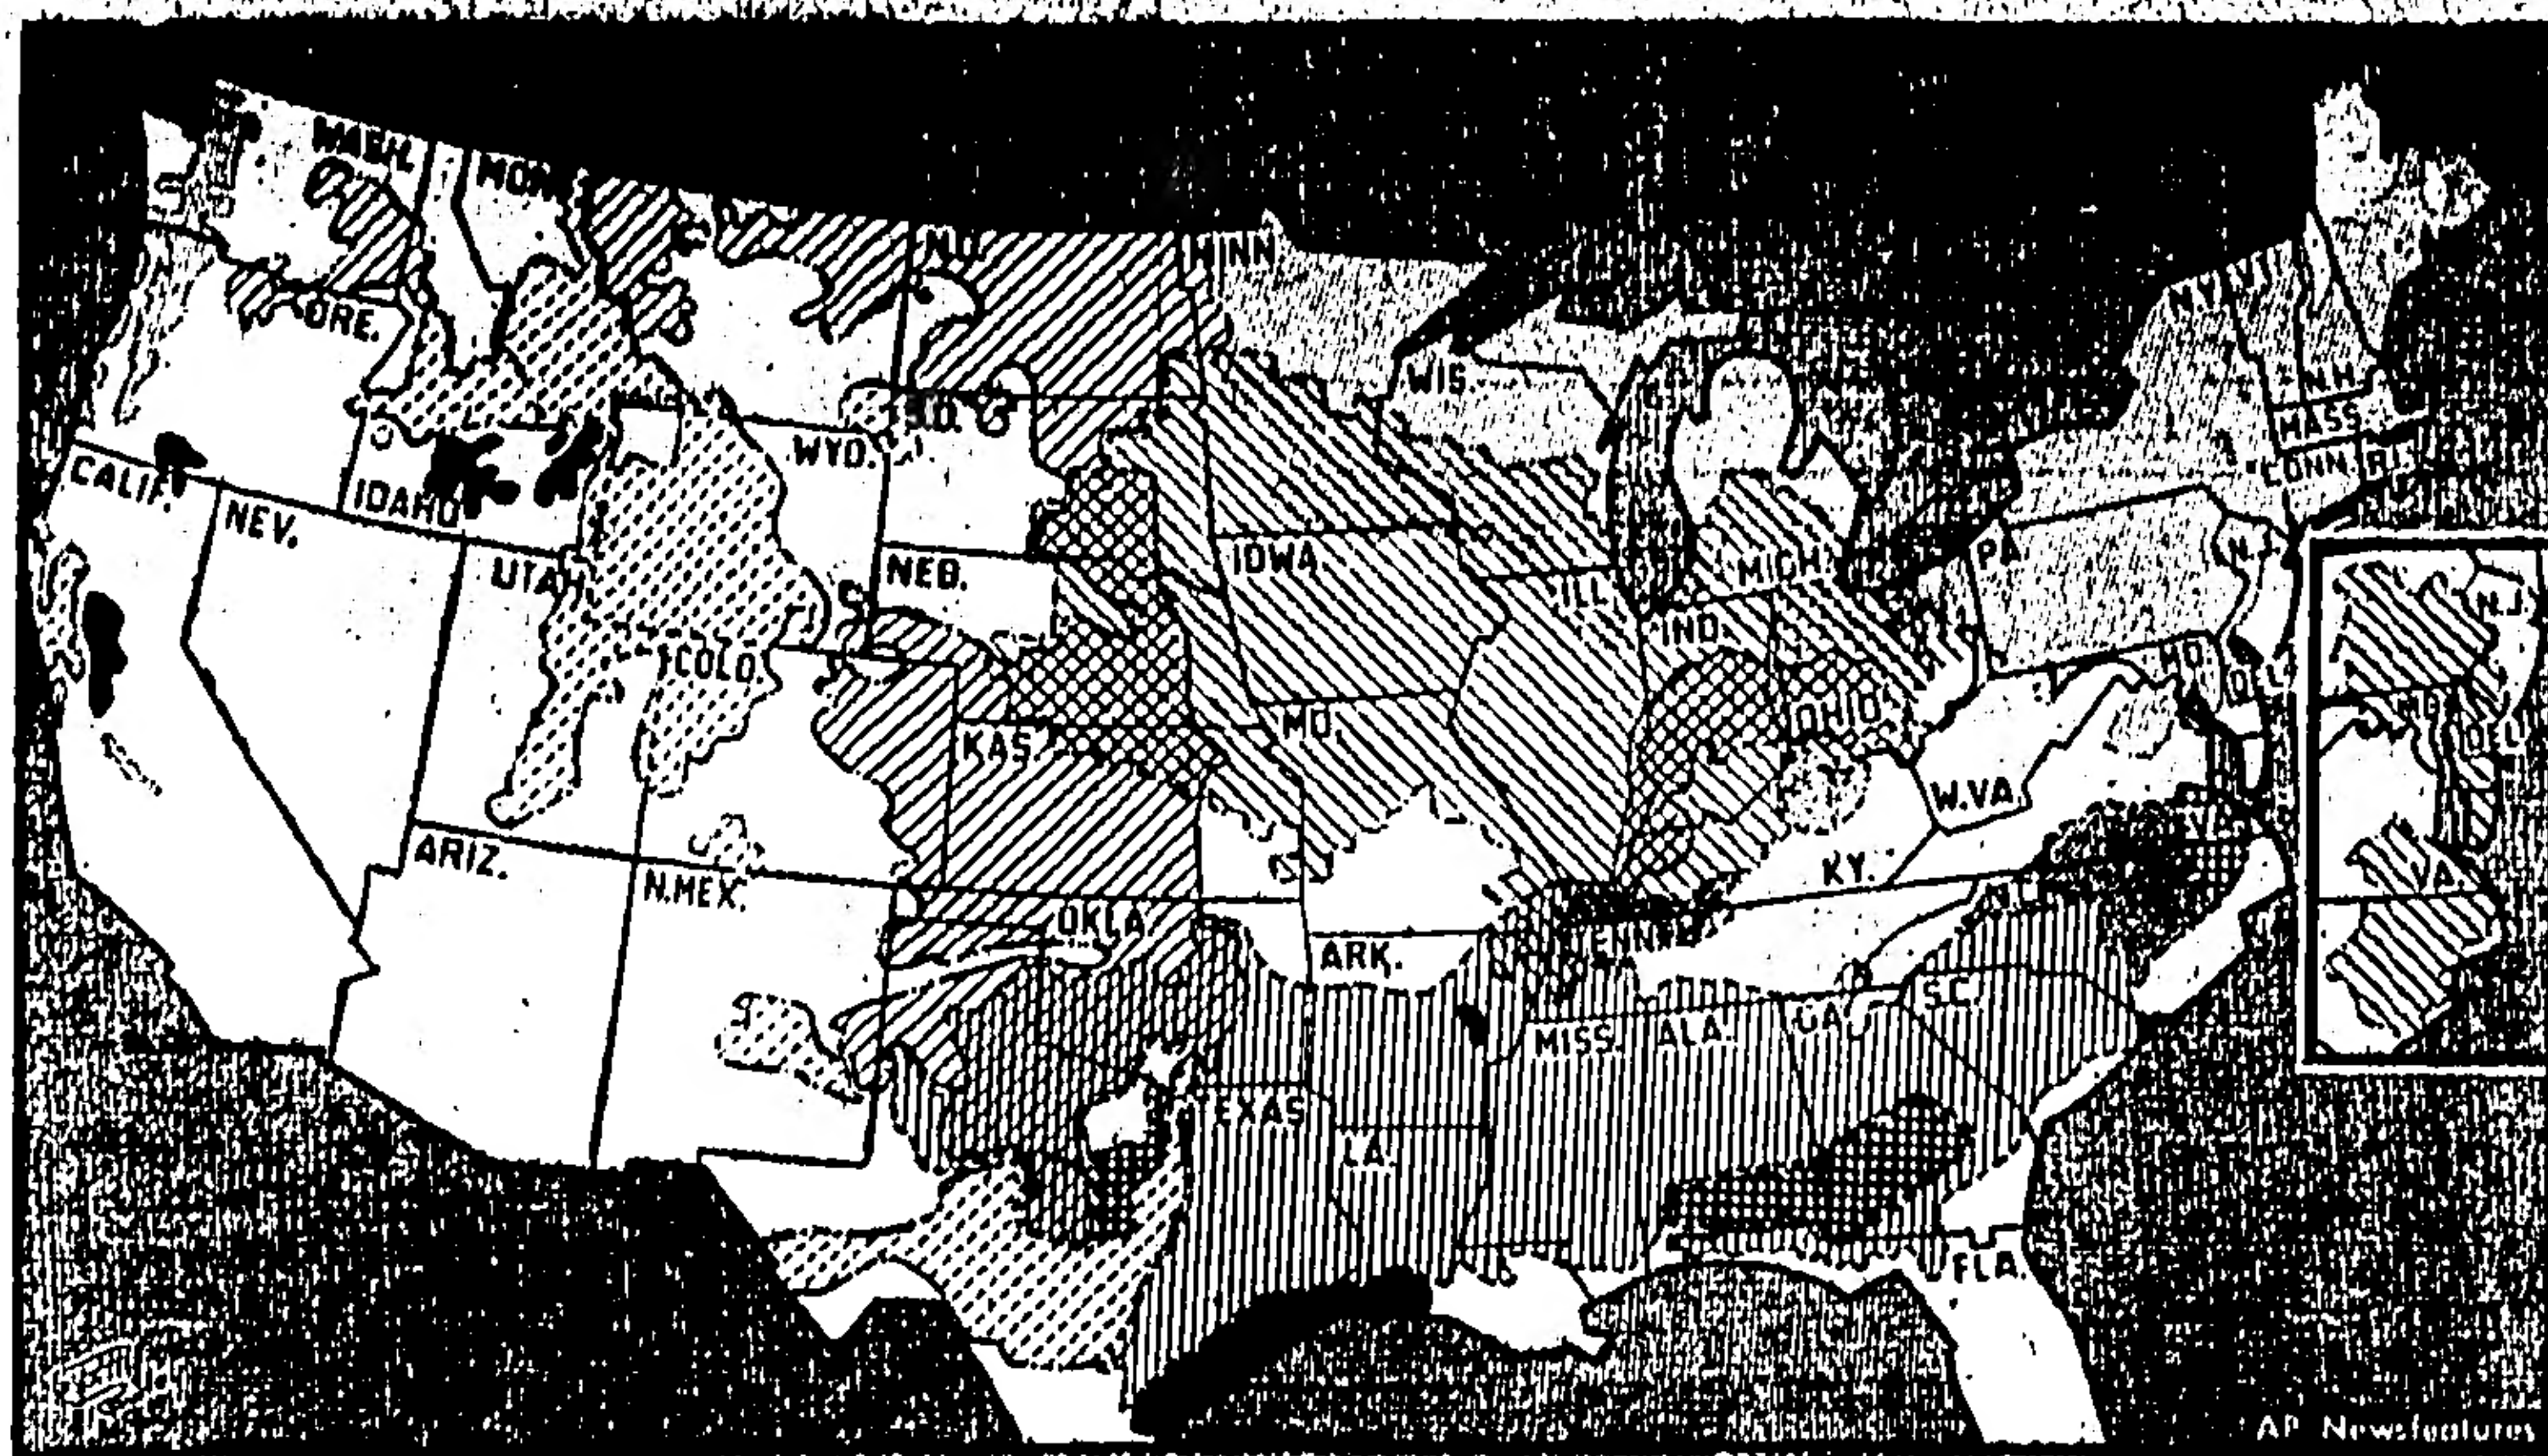 WASH.
MON.
N.D.
MINN
ORE.
WIS.
S.D.
WYO.
N.Y.
VT.
N.H.
MASS.
CONN.
R.I.
CALIF.
NEV.
IDAHO
UTAH
NEB.
IOWA
MICH.
PA.
N.J.
ILL.
IND.
OHIO
COLO.
KAS.
MO.
MD.
DEL.
W.VA.
KY.
ARIZ.
N.MEX.
OKLA
ARK.
TENN.
MISS.
ALA.
GA.
S.C.
TEXAS
LA.
FLA.
N.J.
MD.
DEL.
VA.
AP Newsfeatures